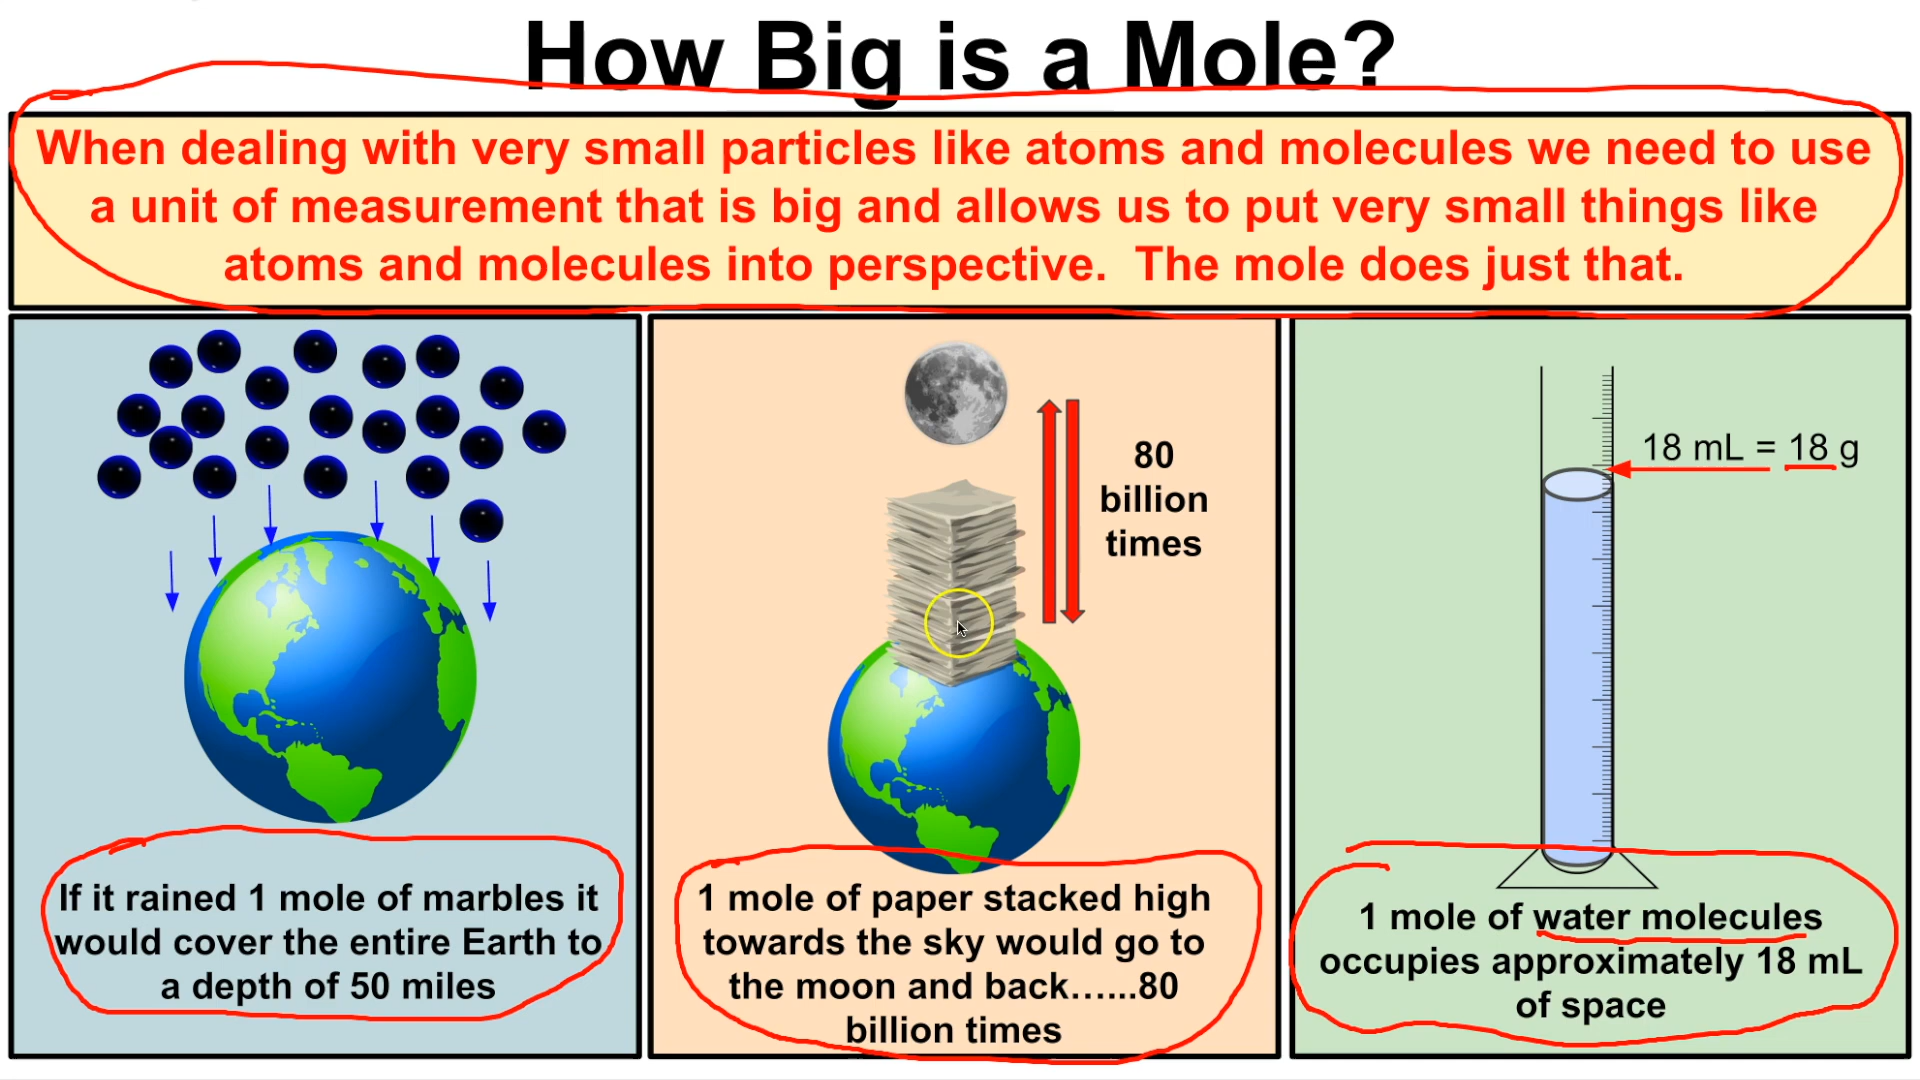 How Big is a Mole?
When dealing with very small particles like atoms and molecules we need to use
a unit of measurement that is big and allows us to put very small things like
atoms and molecules into perspective.  The mole does just that.
If it rained 1 mole of marbles it
would cover the entire Earth to
a depth of 50 miles
80
billion
times
1 mole of paper stacked high
towards the sky would go to
the moon and back…...80
billion times
18 mL = 18 g
1 mole of water molecules
occupies approximately 18 mL
of space